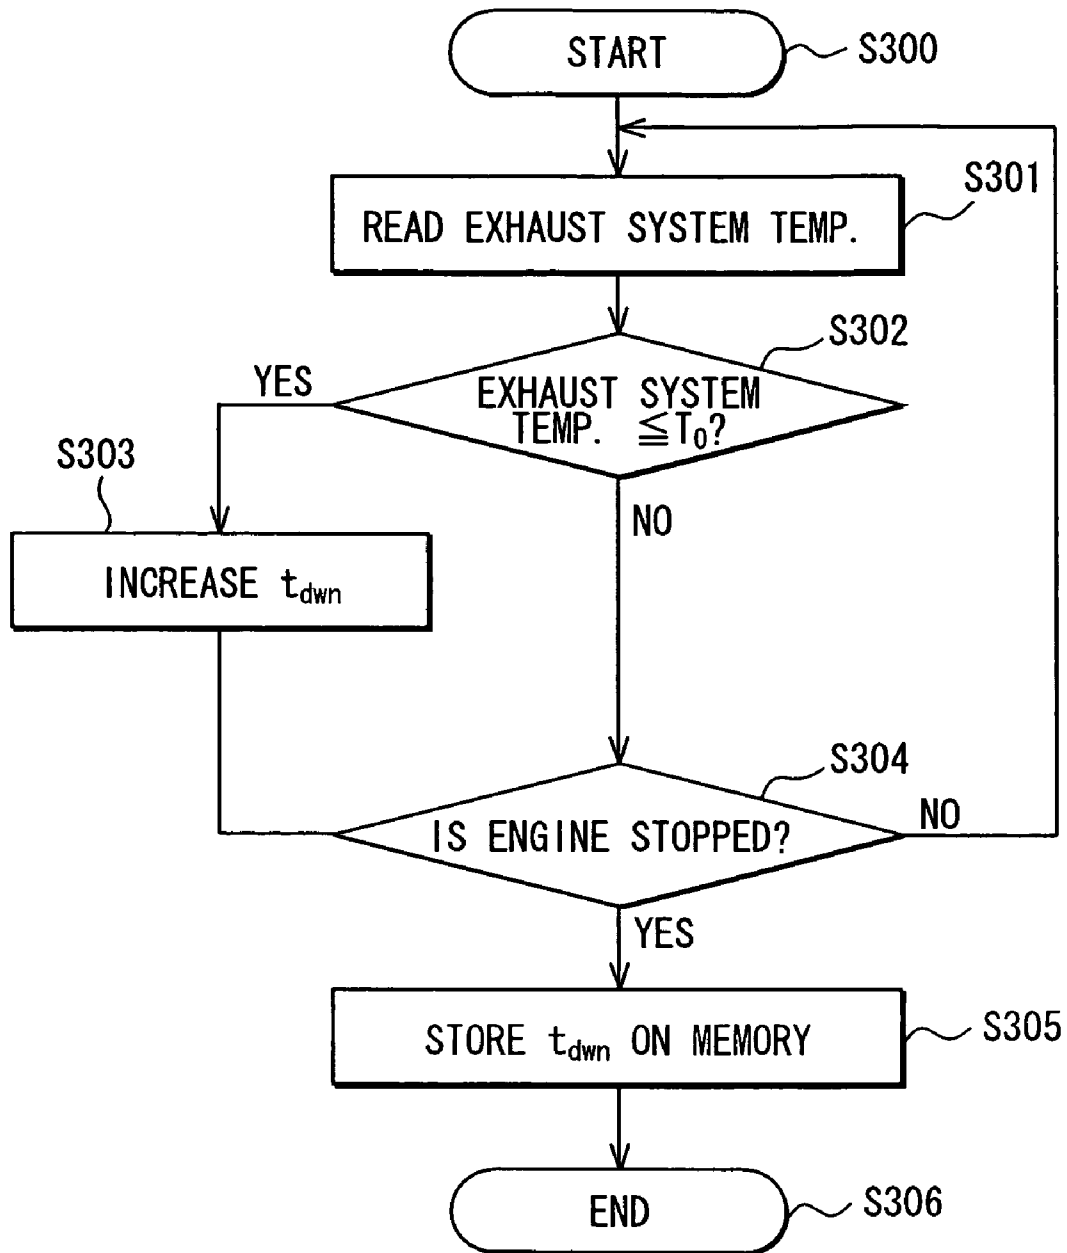 START
S300
S301
READ EXHAUST SYSTEM TEMP.
S302
YES
EXHAUST SYSTEM
TEMP. ≦T₀?
S303
NO
INCREASE t_dwn
S304
IS ENGINE STOPPED?
NO
YES
STORE t_dwn ON MEMORY
S305
END
S306